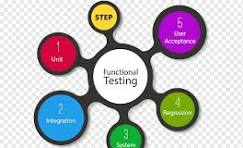 STEP
5
User
Acceptance
1
Unit
Functional
Testing
2
Integration
4
Regression
3
System